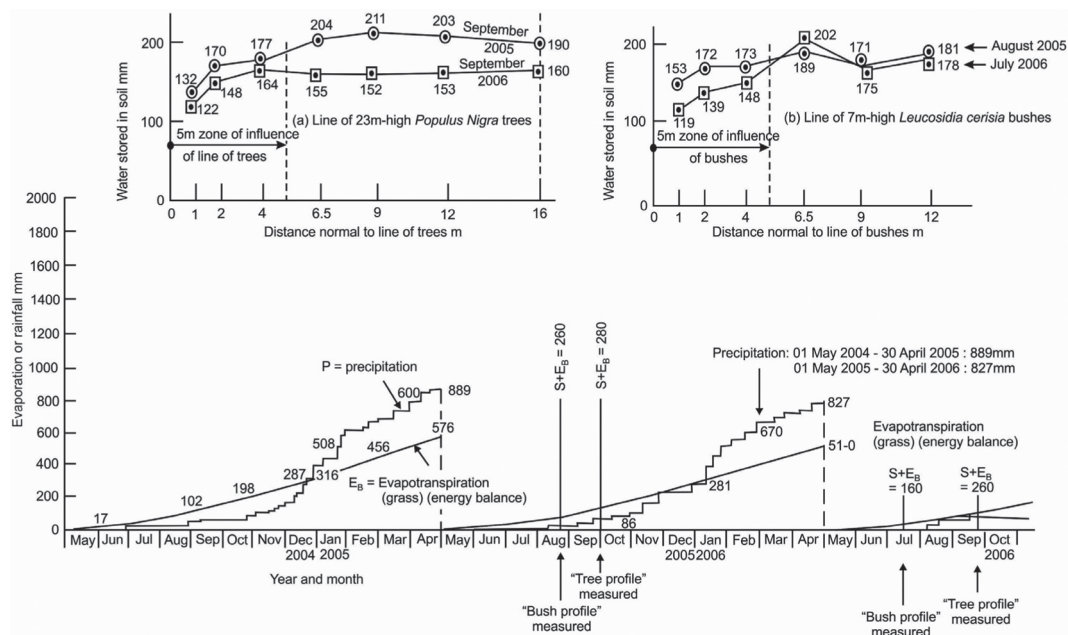 Water stored in soil mm
200
100
0
132
170
177
204
211
203
September
2005
190
122
148
164
155
152
153
September
2006
160
(a) Line of 23m-high Populus Nigra trees
5m zone of influence
of line of trees
0 1 2 4 6.5 9 12 16
Distance normal to line of trees m
Water stored in soil mm
200
100
0
153
172
173
189
171
181
August 2005
119
139
148
202
175
178
July 2006
(b) Line of 7m-high Leucosidia cerisia bushes
5m zone of influence
of bushes
0 1 2 4 6.5 9 12
Distance normal to line of bushes m
Evaporation or rainfall mm
2000
1800
1600
1400
1200
1000
800
600
400
200
0
P = precipitation
600
889
508
287
316
456
576
17
102
198
EB = Evapotranspiration
(grass) (energy balance)
S+EB = 260
S+EB = 280
Precipitation: 01 May 2004 - 30 April 2005 : 889mm
01 May 2005 - 30 April 2006 : 827mm
827
670
51-0
281
86
Evapotranspiration
(grass) (energy balance)
S+EB
= 160
S+EB
= 260
May Jun Jul Aug Sep Oct Nov Dec Jan Feb Mar Apr May Jun Jul Aug Sep Oct Nov Dec Jan Feb Mar Apr May Jun Jul Aug Sep Oct
2004 2005 2005 2006 2006
Year and month
"Bush profile"
measured
"Tree profile"
measured
"Bush profile"
measured
"Tree profile"
measured